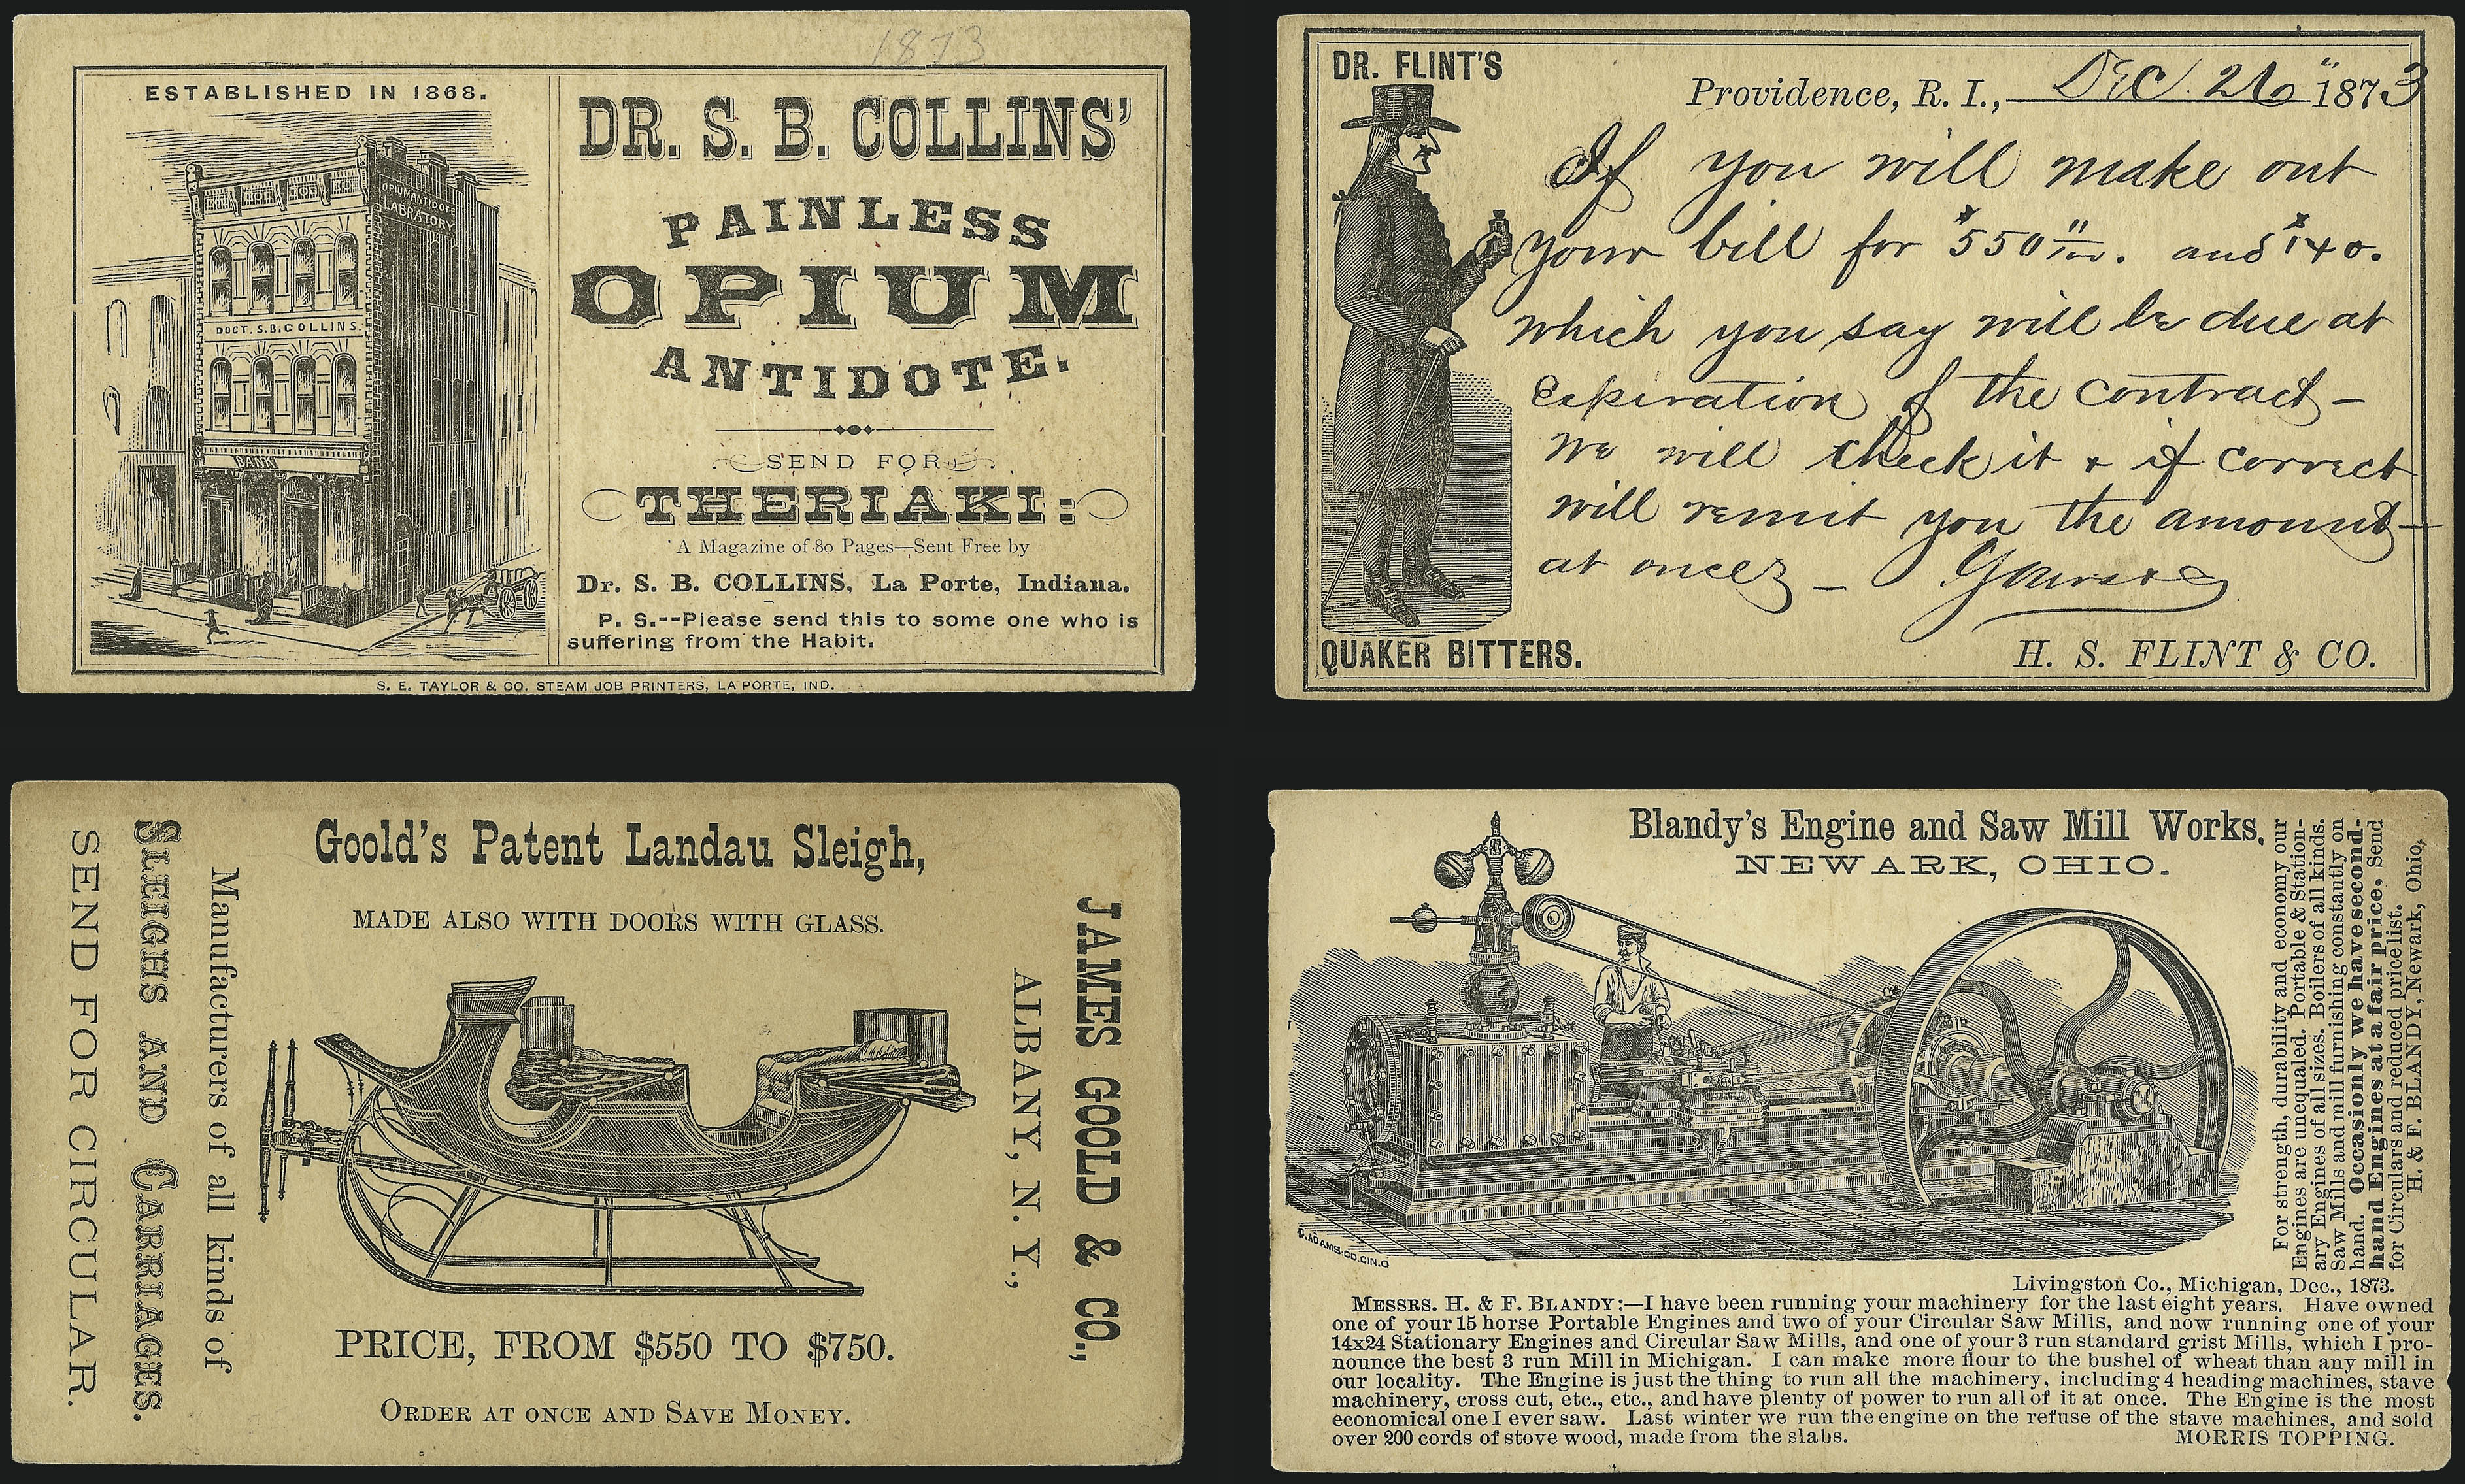 1873
ESTABLISHED IN 1868.
OPIUM ANTIDOTE
LABRATORY
DOCT. S.B. COLLINS.
BANK
DR. S. B. COLLINS'
PAINLESS
OPIUM
ANTIDOTE.
SEND FOR
THERIAKI:
A Magazine of 80 Pages—Sent Free by
Dr. S. B. COLLINS, La Porte, Indiana.
P. S.--Please send this to some one who is
suffering from the Habit.
S. E. TAYLOR & CO. STEAM JOB PRINTERS, LA PORTE, IND.
DR. FLINT'S
QUAKER BITTERS.
Providence, R. I., Dec. 26" 1873
If you will make out
your bill for $550 and $140.
which you say will be due at
Expiration of the contract—
We will check it + if correct
will remit you the amount—
at once —
H. S. FLINT & CO.
Goold's Patent Landau Sleigh,
MADE ALSO WITH DOORS WITH GLASS.
PRICE, FROM $550 TO $750.
ORDER AT ONCE AND SAVE MONEY.
JAMES GOOLD & CO.,
ALBANY, N. Y.,
Manufacturers of all kinds of
SLEIGHS AND CARRIAGES.
SEND FOR CIRCULAR.
Blandy's Engine and Saw Mill Works,
NEWARK, OHIO.
For strength, durability and economy our
Engines are unequaled. Portable & Station-
ary Engines of all sizes. Boilers of all kinds.
Saw Mills and mill furnishing constautly on
hand. Occasionly we have second-
hand Engines at a fair price. Send
for Circulars and reduced price list.
H. & F. BLANDY, Newark, Ohio.
ADAMS. CO. CIN. O
Livingston Co., Michigan, Dec., 1873.
MESSRS. H. & F. BLANDY:—I have been running your machinery for the last eight years. Have owned
one of your 15 horse Portable Engines and two of your Circular Saw Mills, and now running one of your
14x24 Stationary Engines and Circular Saw Mills, and one of your 3 run standard grist Mills, which I pro-
nounce the best 3 run Mill in Michigan. I can make more flour to the bushel of wheat than any mill in
our locality. The Engine is just the thing to run all the machinery, including 4 heading machines, stave
machinery, cross cut, etc., etc., and have plenty of power to run all of it at once. The Engine is the most
economical one I ever saw. Last winter we run the engine on the refuse of the stave machines, and sold
over 200 cords of stove wood, made from the slabs.
MORRIS TOPPING.